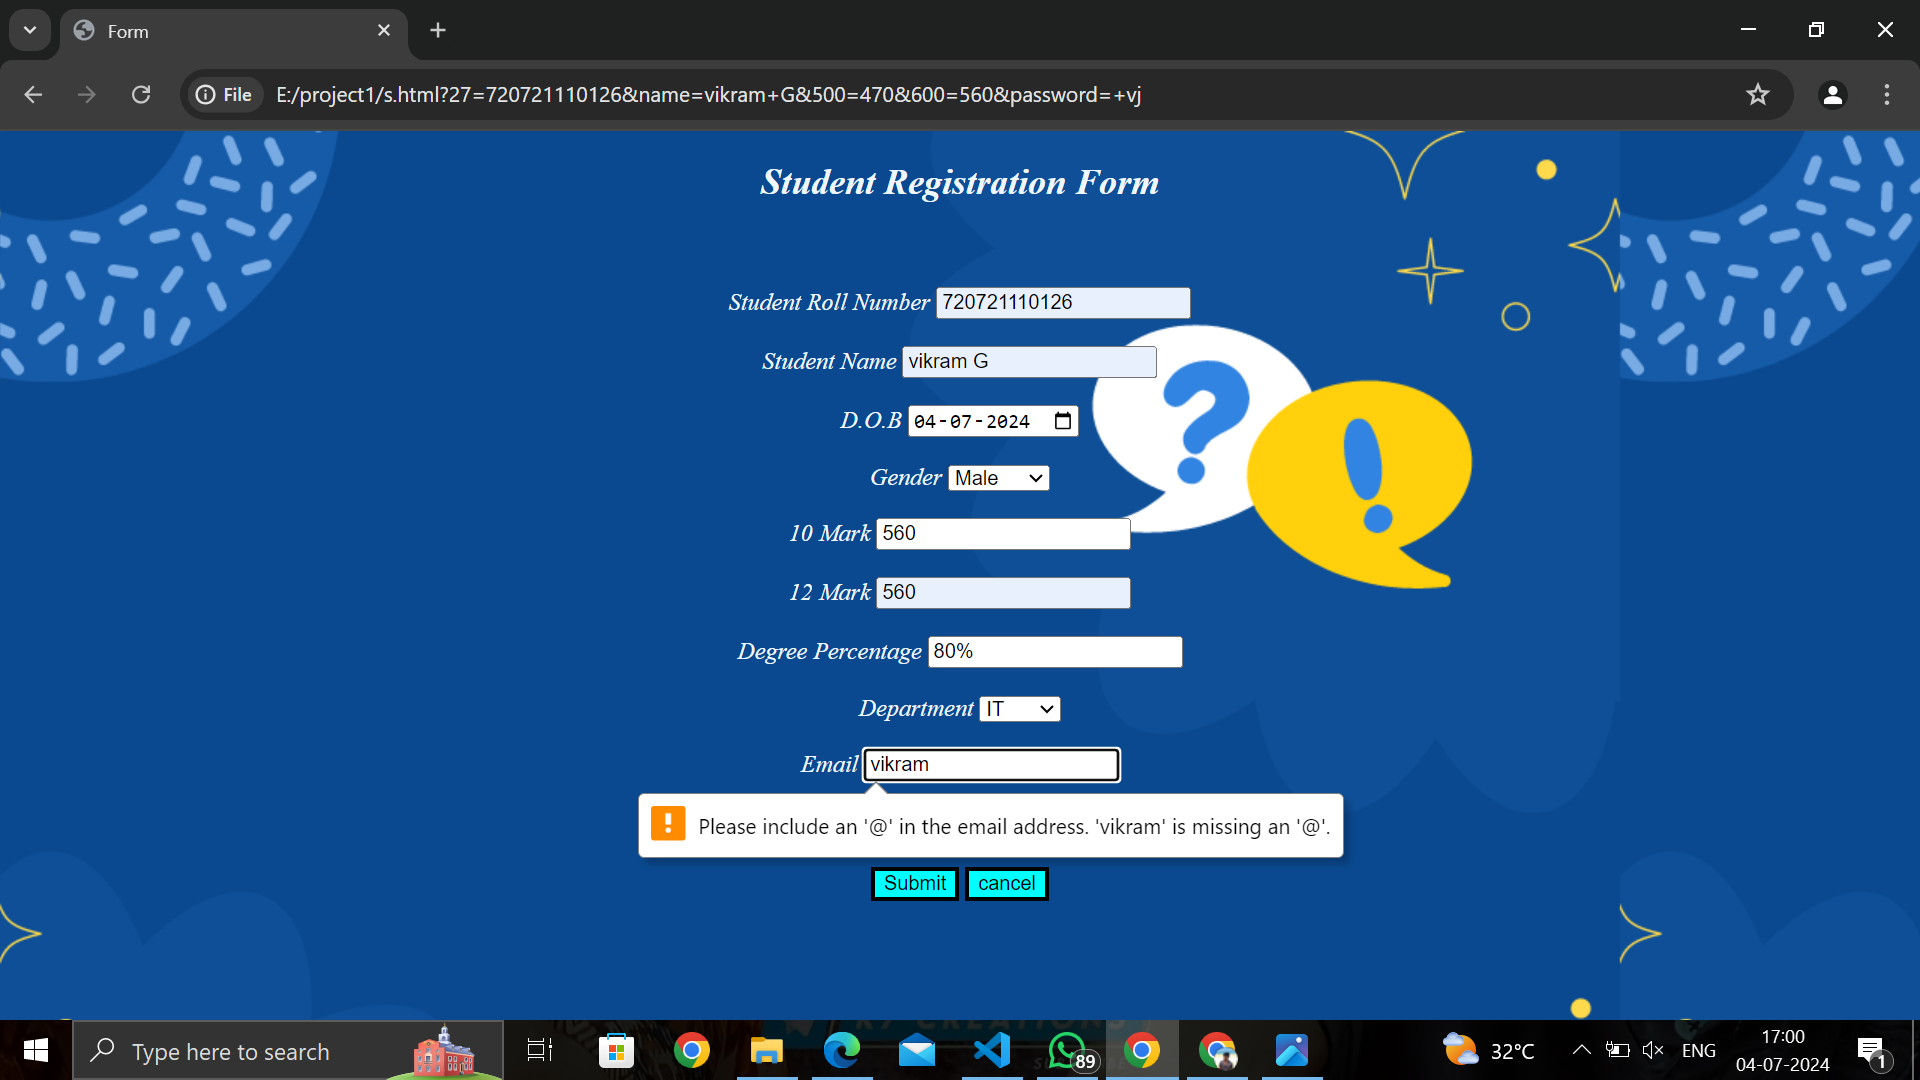 Form
File
E:/project1/s.html?27=720721110126&name=vikram+G&500=470&600=560&password=+vj
Student Registration Form
Student Roll Number 720721110126
Student Name vikram G
D.O.B 04-07-2024
Gender Male
10 Mark 560
12 Mark 560
Degree Percentage 80%
Department IT
Email vikram
Please include an '@' in the email address. 'vikram' is missing an '@'.
Submit cancel
Type here to search
89
32°C
ENG
17:00
04-07-2024
1